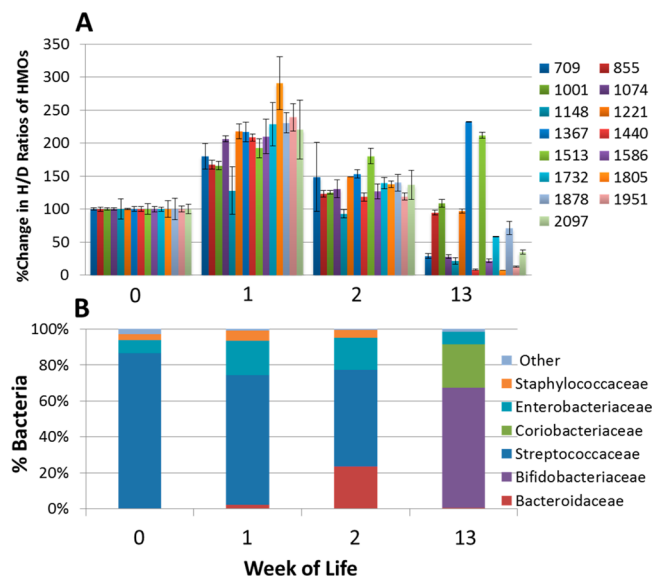 A
%Change in H/D Ratios of HMOs
350
300
250
200
150
100
50
0
0 1 2 13
709 855
1001 1074
1148 1221
1367 1440
1513 1586
1732 1805
1878 1951
2097
B
% Bacteria
100%
80%
60%
40%
20%
0%
0 1 2 13
Week of Life
Other
Staphylococcaceae
Enterobacteriaceae
Coriobacteriaceae
Streptococcaceae
Bifidobacteriaceae
Bacteroidaceae